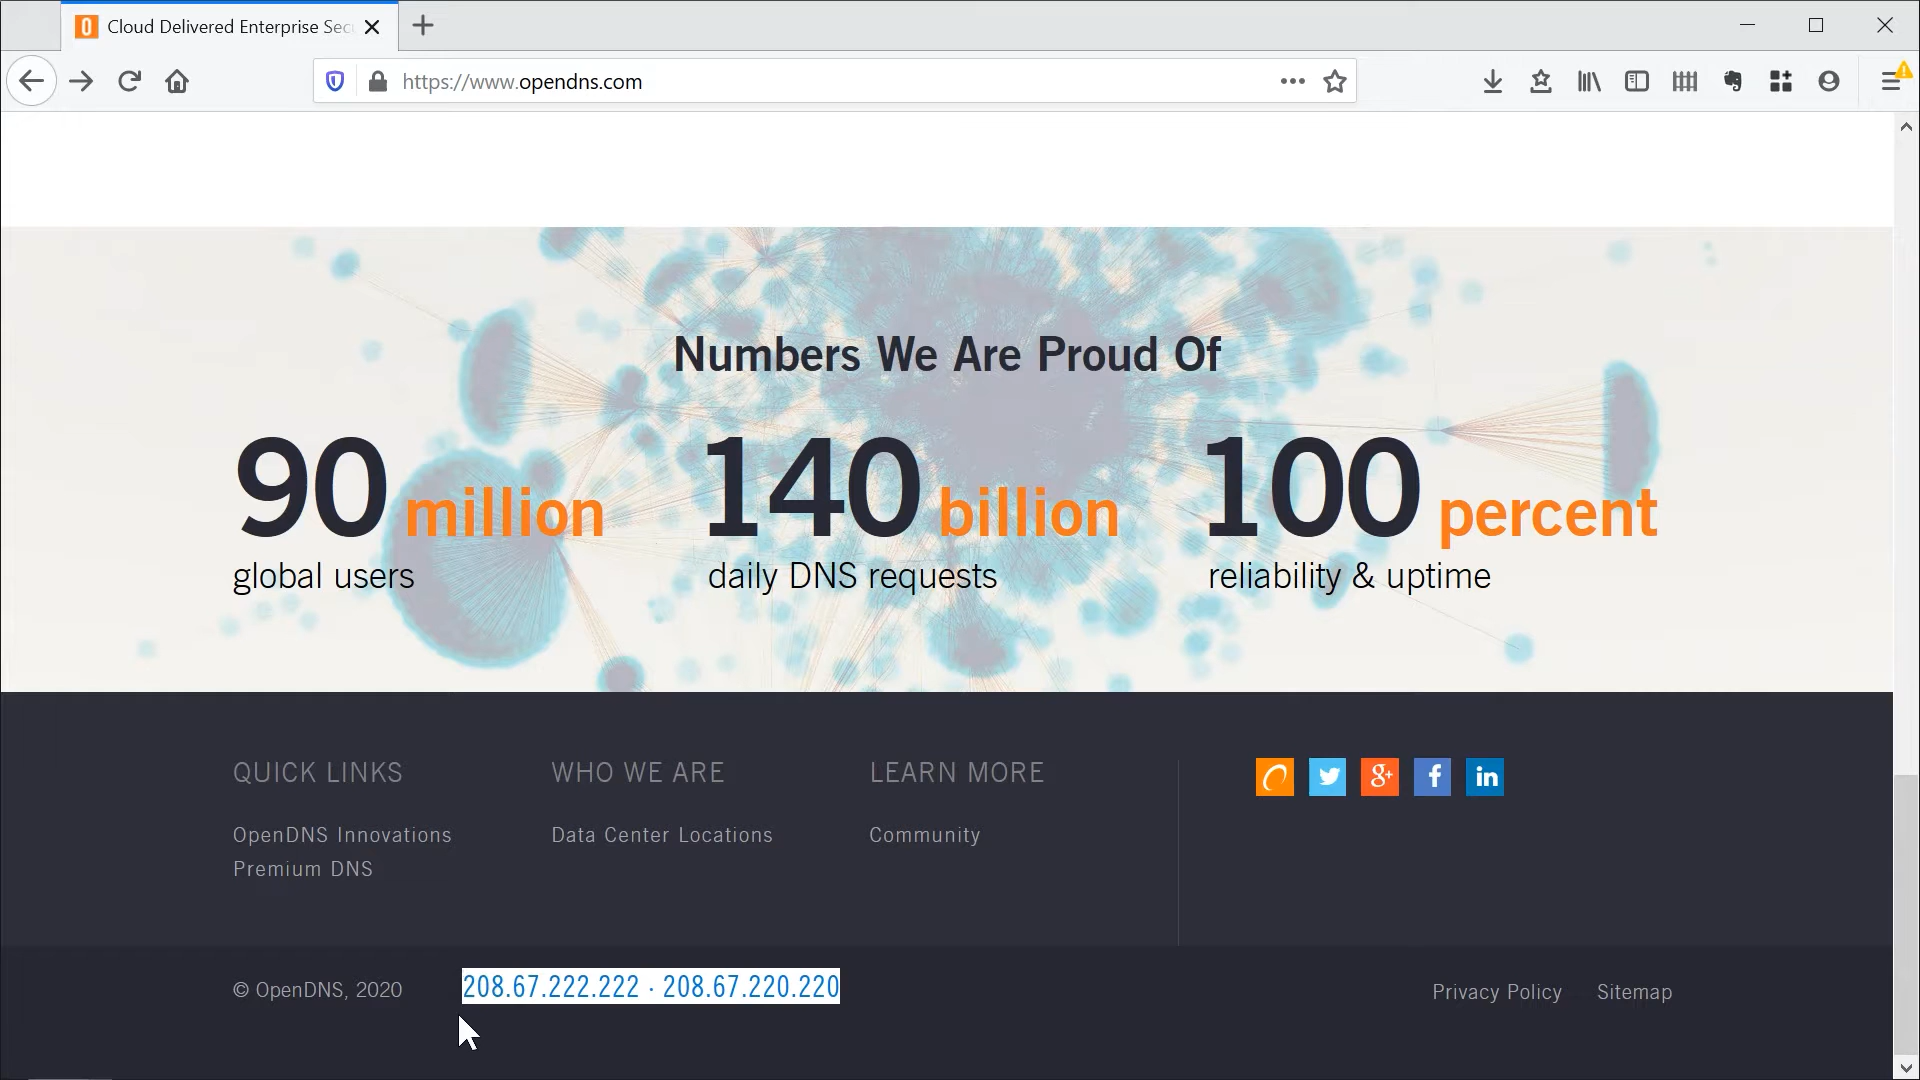 Cloud Delivered Enterprise Sec
https://www.opendns.com
Numbers We Are Proud Of
90 million
global users
140 billion
daily DNS requests
100 percent
reliability & uptime
QUICK LINKS
OpenDNS Innovations
Premium DNS
WHO WE ARE
Data Center Locations
LEARN MORE
Community
g+
f
in
© OpenDNS, 2020
208.67.222.222 · 208.67.220.220
Privacy Policy
Sitemap